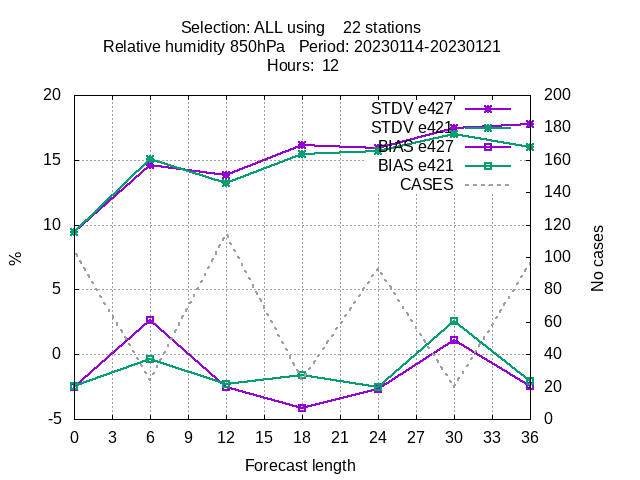 Selection: ALL using    22 stations
Relative humidity 850hPa   Period: 20230114-20230121
Hours:  12
20
15
10
5
0
-5
%
200
180
160
140
120
100
80
60
40
20
0
No cases
STDV e427
STDV e421
BIAS e427
BIAS e421
CASES
0 3 6 9 12 15 18 21 24 27 30 33 36
Forecast length